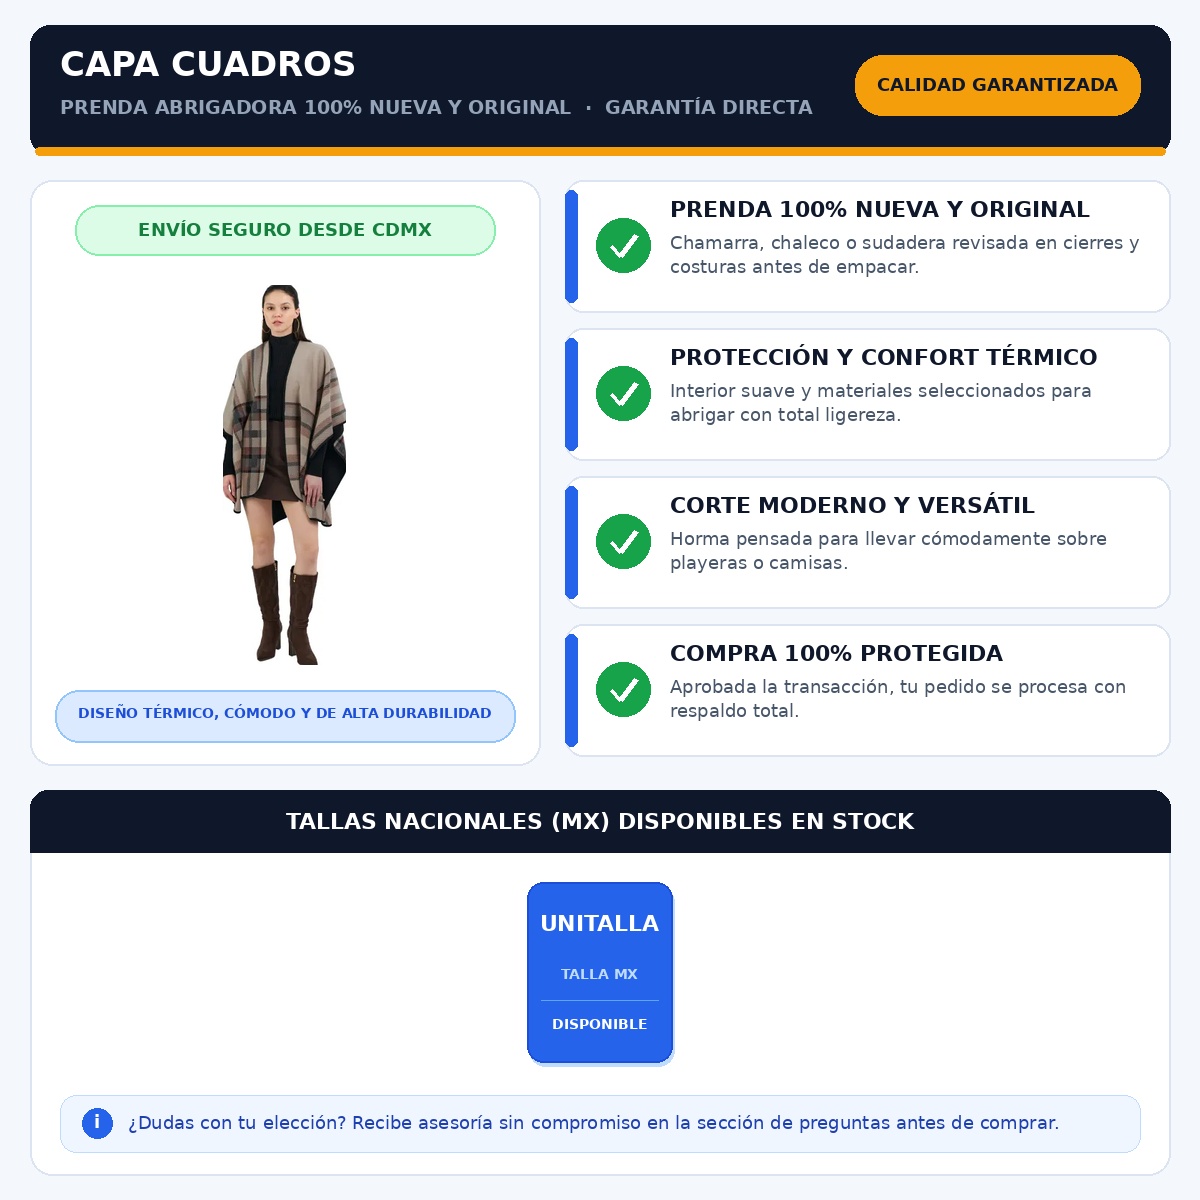 CAPA CUADROS
PRENDA ABRIGADORA 100% NUEVA Y ORIGINAL · GARANTÍA DIRECTA
CALIDAD GARANTIZADA
ENVÍO SEGURO DESDE CDMX
DISEÑO TÉRMICO, CÓMODO Y DE ALTA DURABILIDAD
PRENDA 100% NUEVA Y ORIGINAL
Chamarra, chaleco o sudadera revisada en cierres y
costuras antes de empacar.
PROTECCIÓN Y CONFORT TÉRMICO
Interior suave y materiales seleccionados para
abrigar con total ligereza.
CORTE MODERNO Y VERSÁTIL
Horma pensada para llevar cómodamente sobre
playeras o camisas.
COMPRA 100% PROTEGIDA
Aprobada la transacción, tu pedido se procesa con
respaldo total.
TALLAS NACIONALES (MX) DISPONIBLES EN STOCK
UNITALLA
TALLA MX
DISPONIBLE
i ¿Dudas con tu elección? Recibe asesoría sin compromiso en la sección de preguntas antes de comprar.